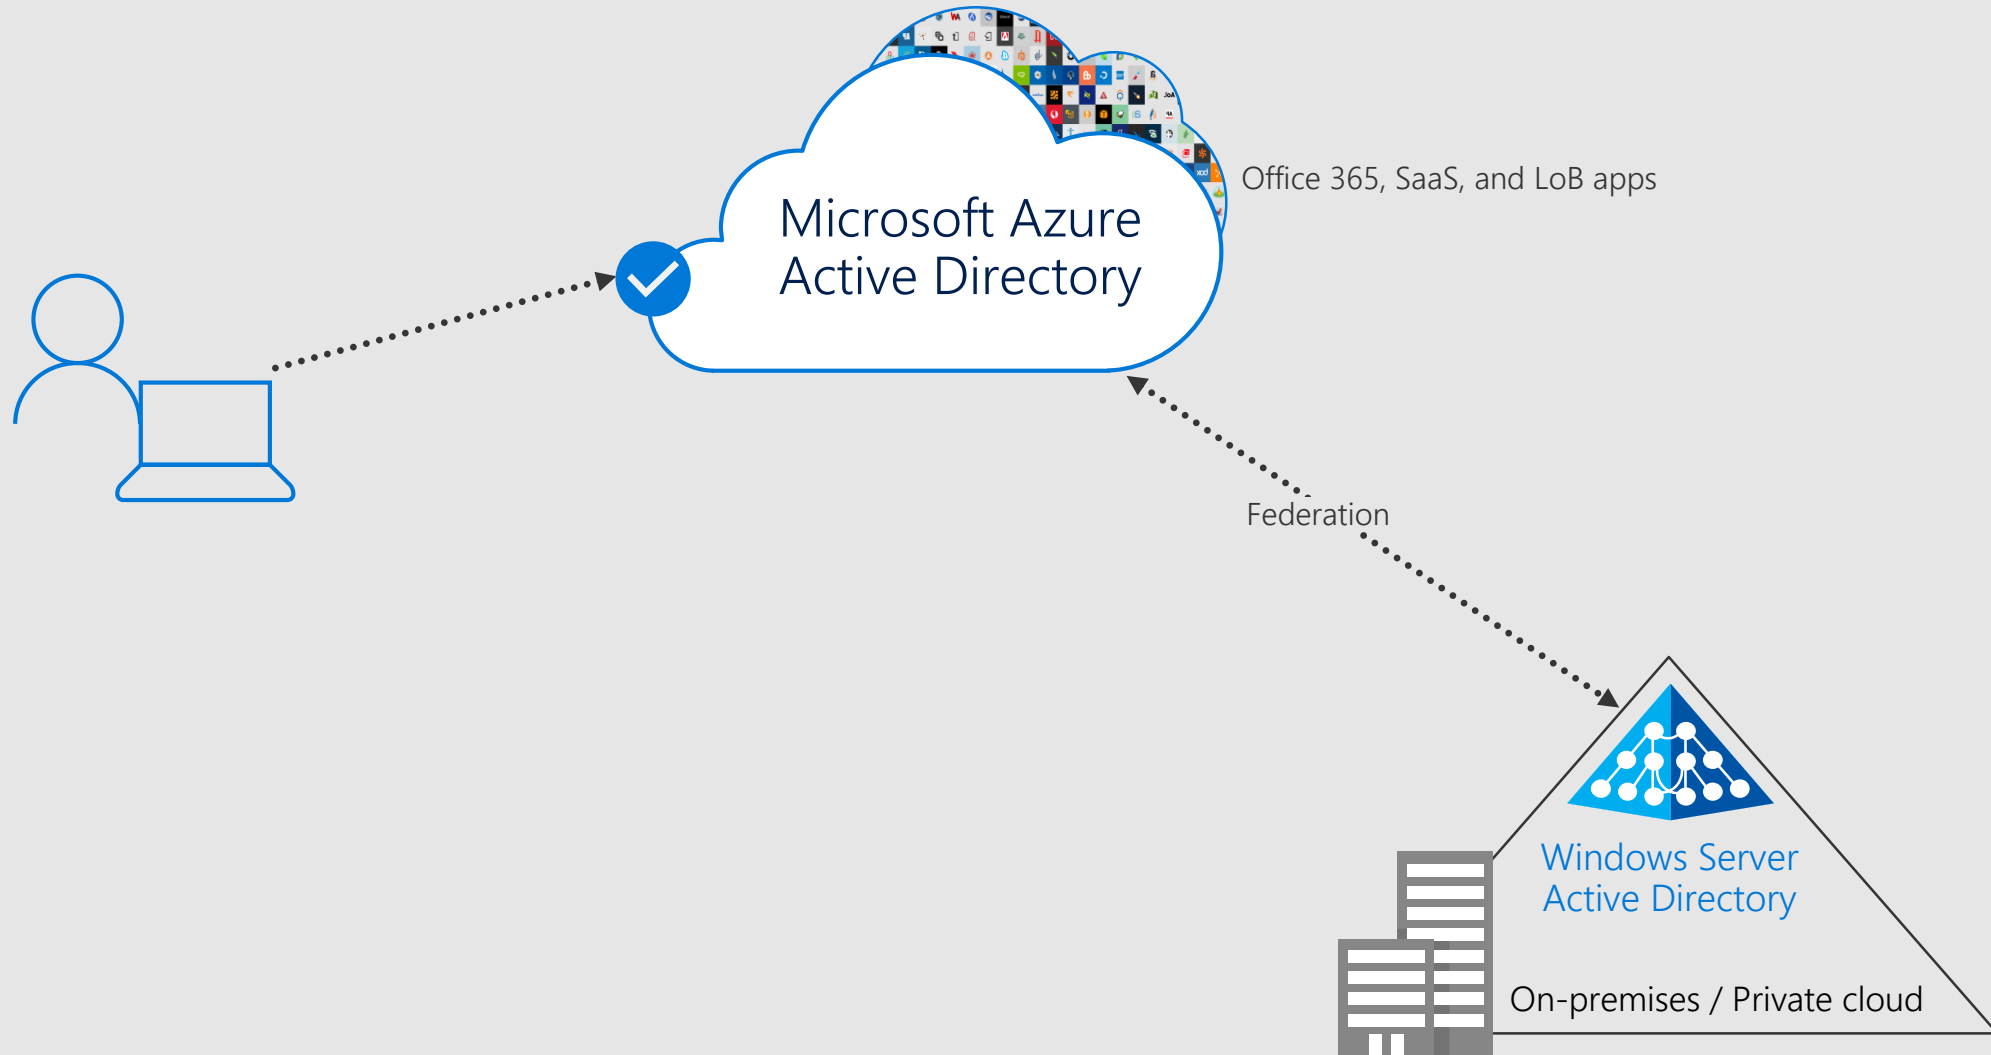 Office 365, SaaS, and LoB apps
Microsoft Azure
Active Directory
Federation
Windows Server
Active Directory
On-premises / Private cloud